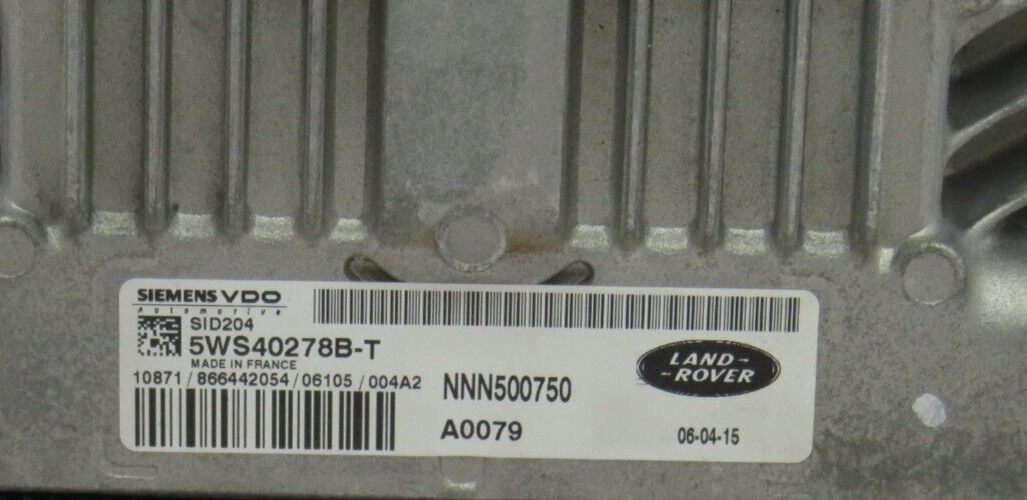 SIEMENS VDO
Automotive
SID204
5WS40278B-T
MADE IN FRANCE
10871 / 866442054 / 06105 / 004A2
NNN500750
A0079
LAND-
-ROVER
06-04-15